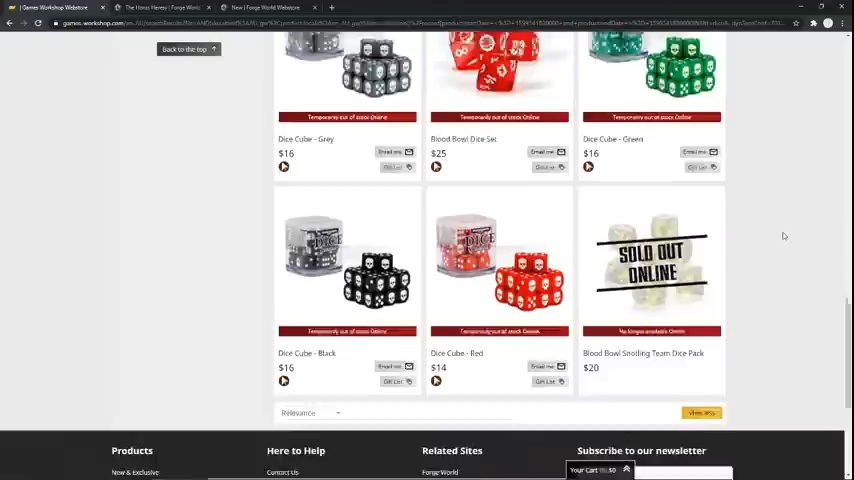 | Games Workshop Webstore
The Horus Heresy | Forge World
New | Forge World Webstore
games-workshop.com
Back to the top
Temporarily out of stock Online
Temporarily out of stock Online
Temporarily out of stock Online
Dice Cube - Grey
Blood Bowl Dice Set
Dice Cube - Green
$16
Email me
$25
Email me
$16
Email me
Gift List
Gift List
Gift List
DICE
DICE
SOLD OUT
ONLINE
Temporarily out of stock Online
Temporarily out of stock Online
No longer available Online
Dice Cube - Black
Dice Cube - Red
Blood Bowl Snotling Team Dice Pack
$16
Email me
$14
Email me
$20
Gift List
Gift List
Relevance
View less
Products
Here to Help
Related Sites
Subscribe to our newsletter
New & Exclusive
Contact Us
Forge World
Your Cart (0): $0